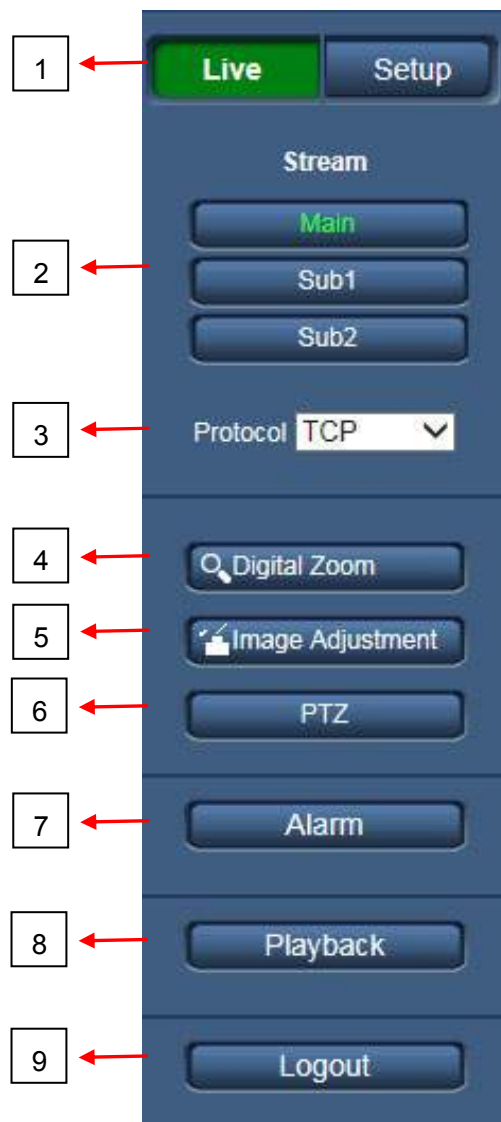 1 Live Setup
Stream
Main
2 Sub1
Sub2
3 Protocol TCP
4 Digital Zoom
5 Image Adjustment
6 PTZ
7 Alarm
8 Playback
9 Logout